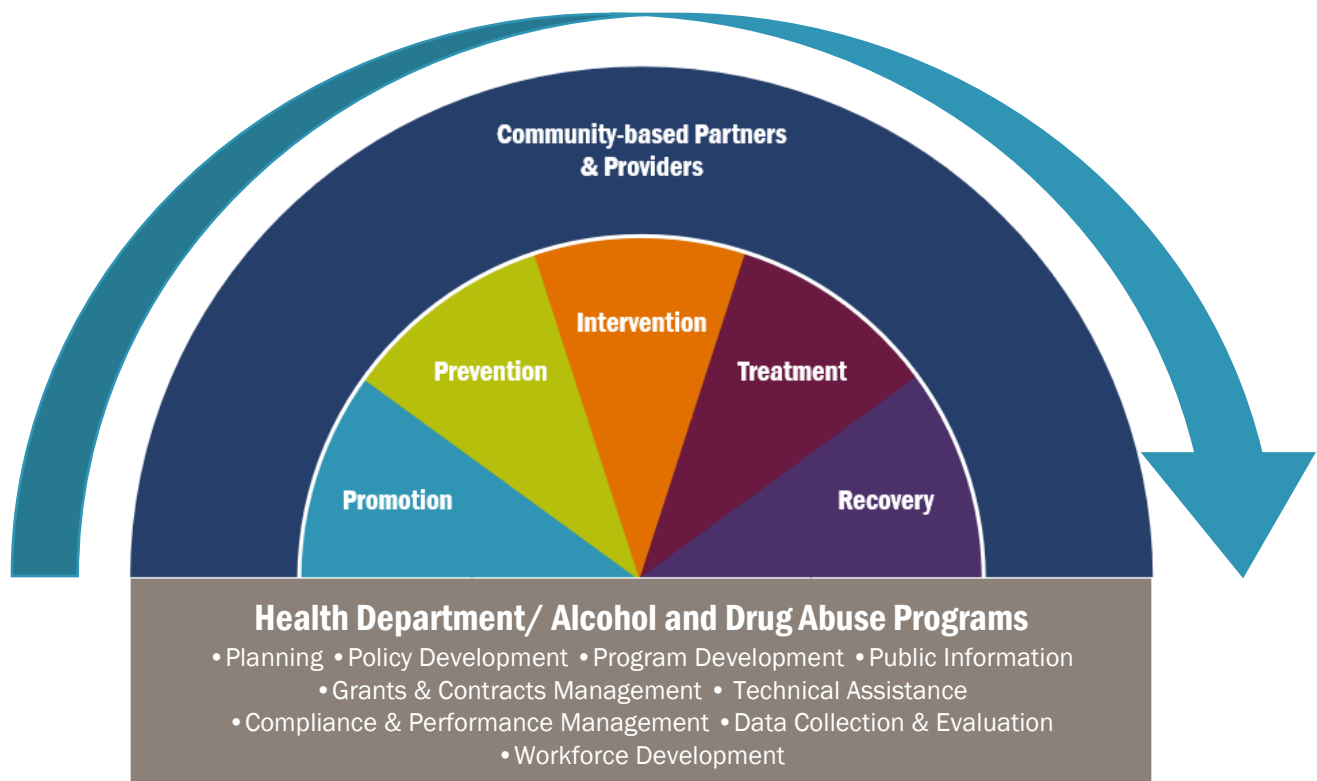 Community-based Partners
& Providers
Intervention
Prevention
Treatment
Promotion
Recovery
Health Department/ Alcohol and Drug Abuse Programs
•Planning •Policy Development •Program Development •Public Information
•Grants & Contracts Management • Technical Assistance
•Compliance & Performance Management •Data Collection & Evaluation
•Workforce Development